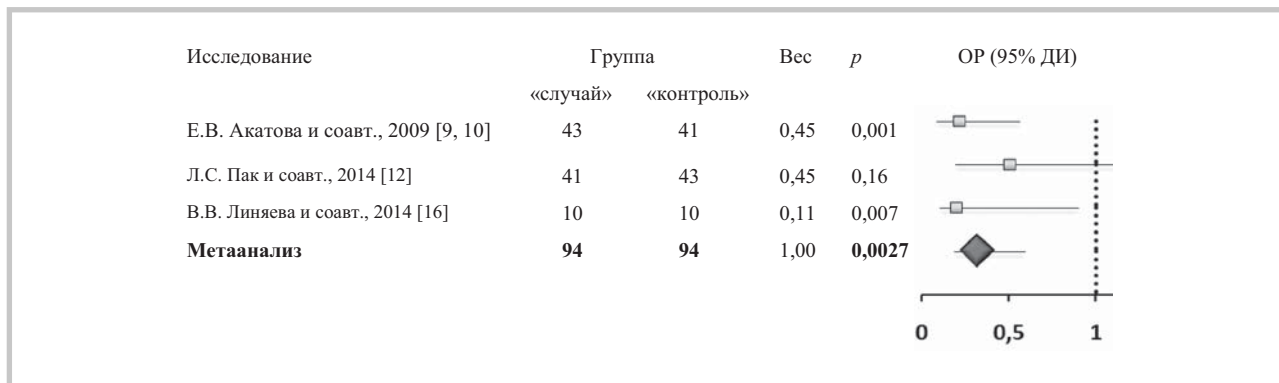 Исследование Группа Вес p ОР (95% ДИ)
«случай» «контроль»
Е.В. Акатова и соавт., 2009 [9, 10] 43 41 0,45 0,001
Л.С. Пак и соавт., 2014 [12] 41 43 0,45 0,16
В.В. Линяева и соавт., 2014 [16] 10 10 0,11 0,007
Метаанализ 94 94 1,00 0,0027
0 0,5 1